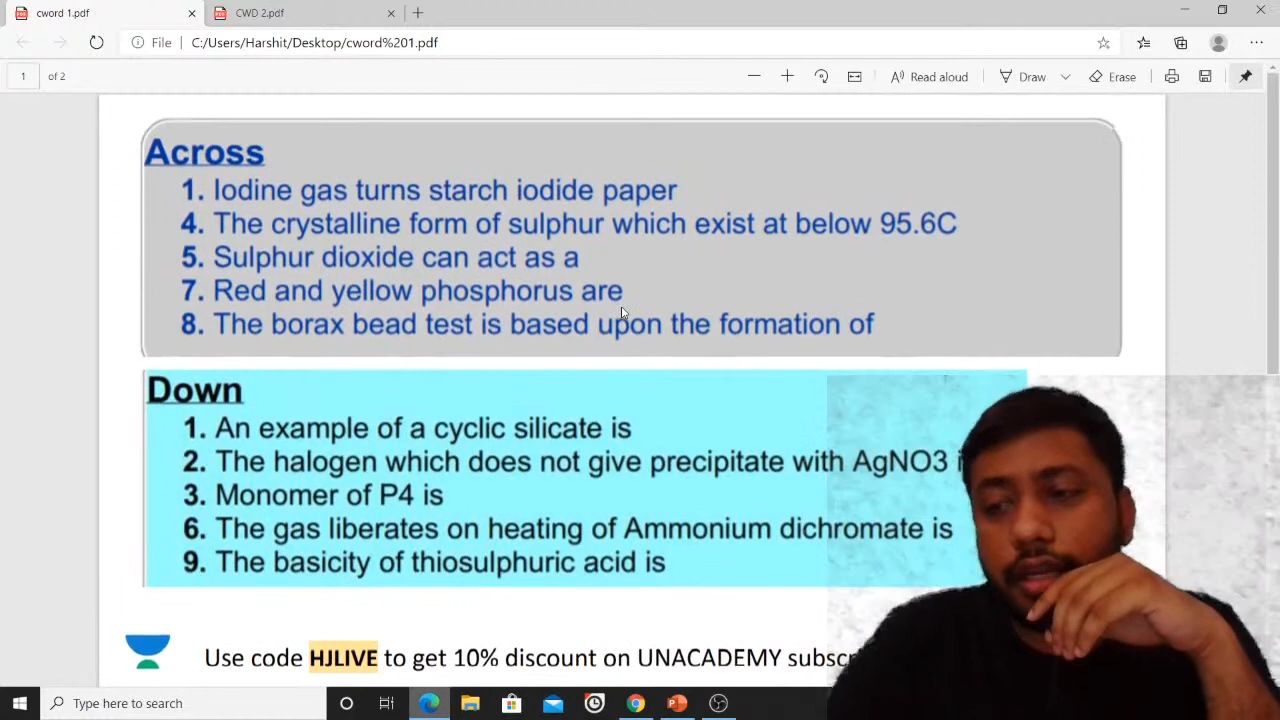 cword 1.pdf
CWD 2.pdf
File C:/Users/Harshit/Desktop/cword%201.pdf
1 of 2
Read aloud
Draw
Erase
Across
1. Iodine gas turns starch iodide paper
4. The crystalline form of sulphur which exist at below 95.6C
5. Sulphur dioxide can act as a
7. Red and yellow phosphorus are
8. The borax bead test is based upon the formation of
Down
1. An example of a cyclic silicate is
2. The halogen which does not give precipitate with AgNO3
3. Monomer of P4 is
6. The gas liberates on heating of Ammonium dichromate is
9. The basicity of thiosulphuric acid is
Use code HJLIVE to get 10% discount on UNACADEMY
Type here to search